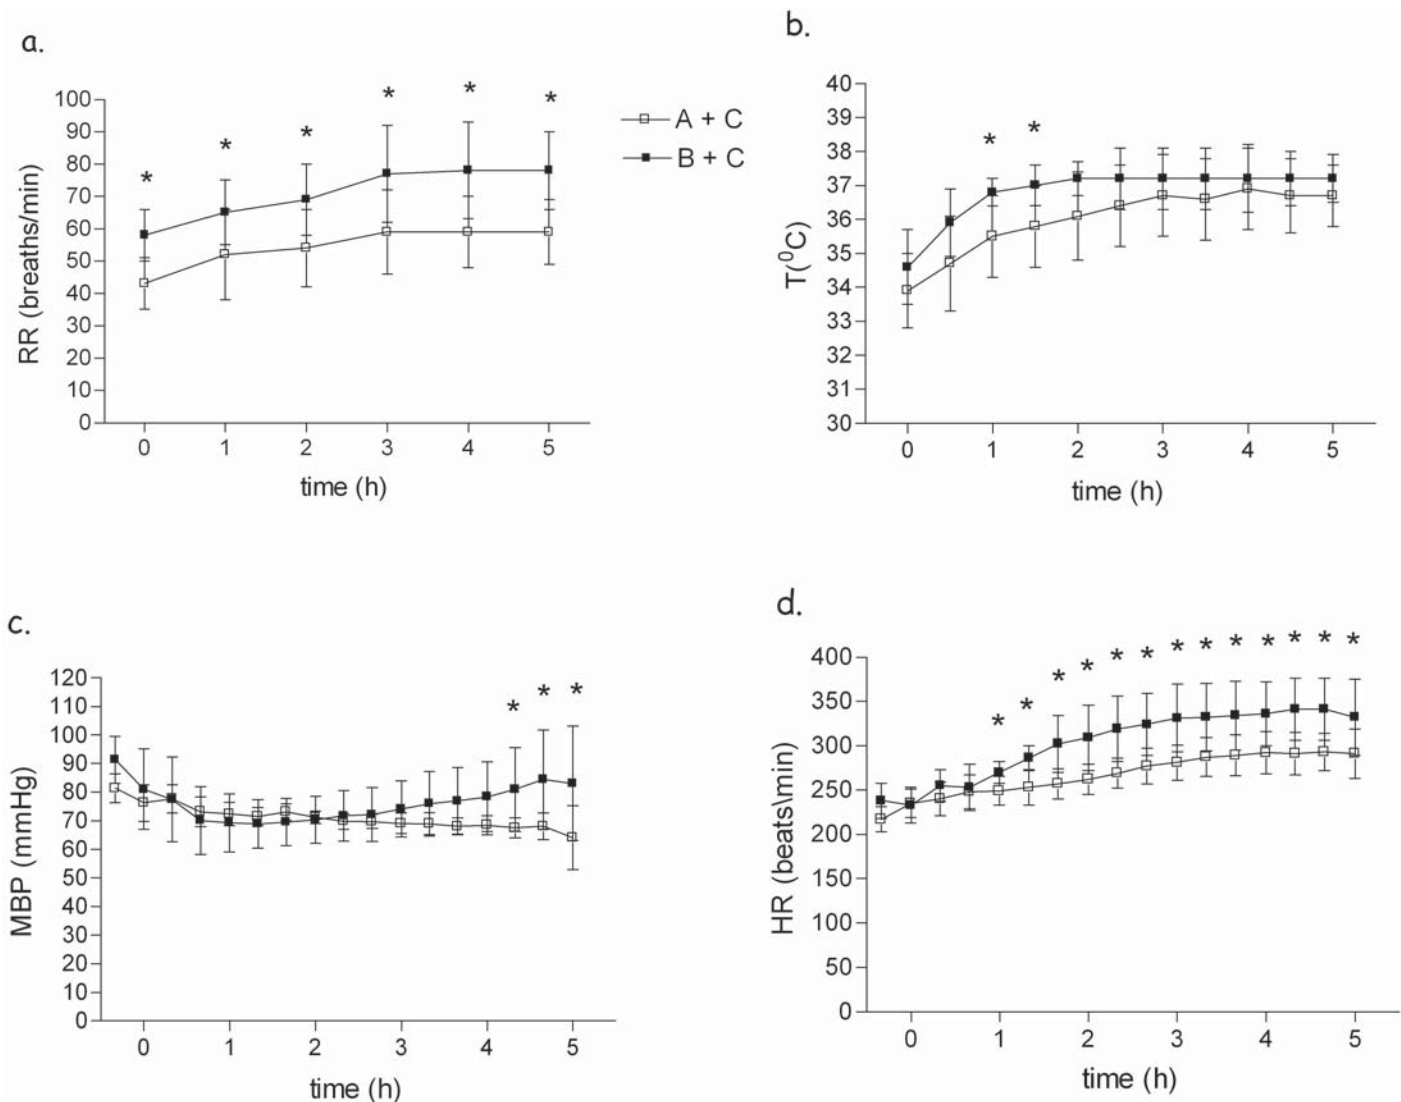 a.
RR (breaths/min)
100
90
80
70
60
50
40
30
20
10
0
* * * * * *
0 1 2 3 4 5
time (h)
A + C
B + C
b.
T(⁰C)
40
39
38
37
36
35
34
33
32
31
30
* *
0 1 2 3 4 5
time (h)
c.
MBP (mmHg)
120
110
100
90
80
70
60
50
40
30
20
10
0
* * *
0 1 2 3 4 5
time (h)
d.
HR (beats\min)
400
350
300
250
200
150
100
50
0
* * * * * * * * * * * * *
0 1 2 3 4 5
time (h)